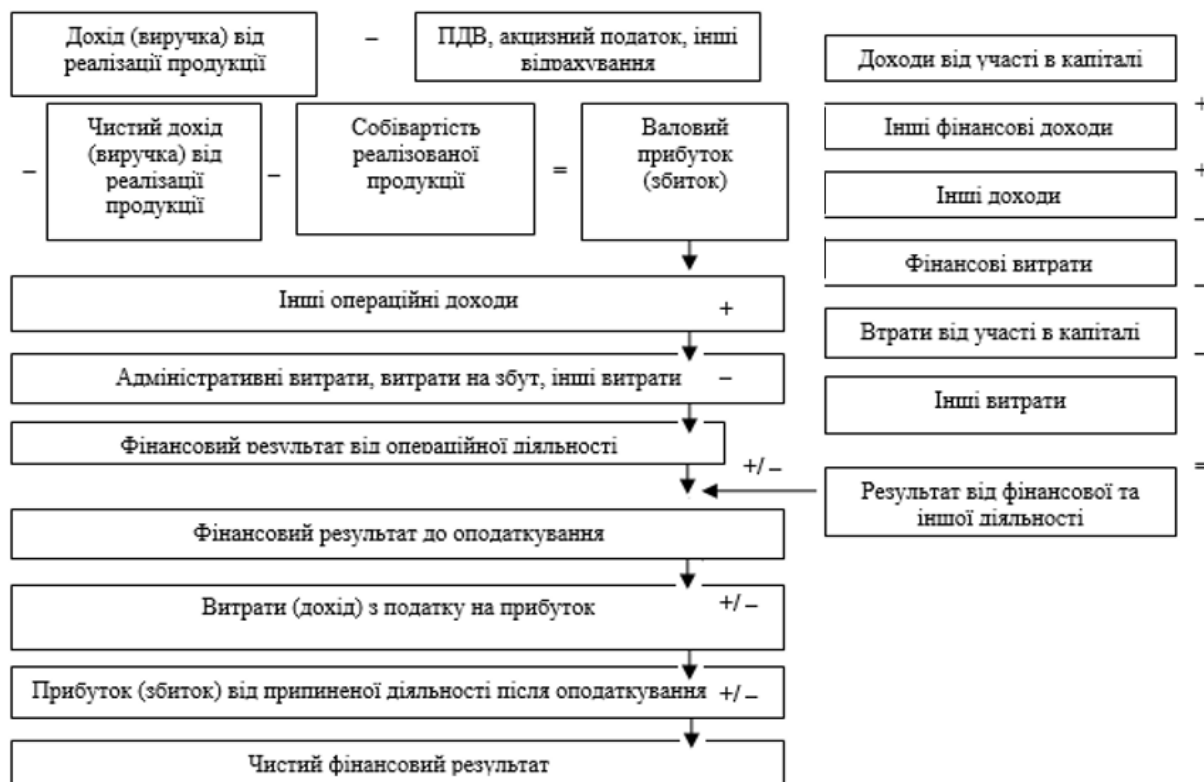 Дохід (виручка) від
реалізації продукції
–
ПДВ, акцизний податок, інші
відрахування
– Чистий дохід
(виручка) від
реалізації
продукції
–
Собівартість
реалізованої
продукції
=
Валовий
прибуток
(збиток)
Інші операційні доходи +
Адміністративні витрати, витрати на збут, інші витрати –
Фінансовий результат від операційної діяльності
+/–
Фінансовий результат до оподаткування
Витрати (дохід) з податку на прибуток +/–
Прибуток (збиток) від припиненої діяльності після оподаткування +/–
Чистий фінансовий результат
Доходи від участі в капіталі
+
Інші фінансові доходи
+
Інші доходи
–
Фінансові витрати
–
Втрати від участі в капіталі
–
Інші витрати
=
Результат від фінансової та
іншої діяльності